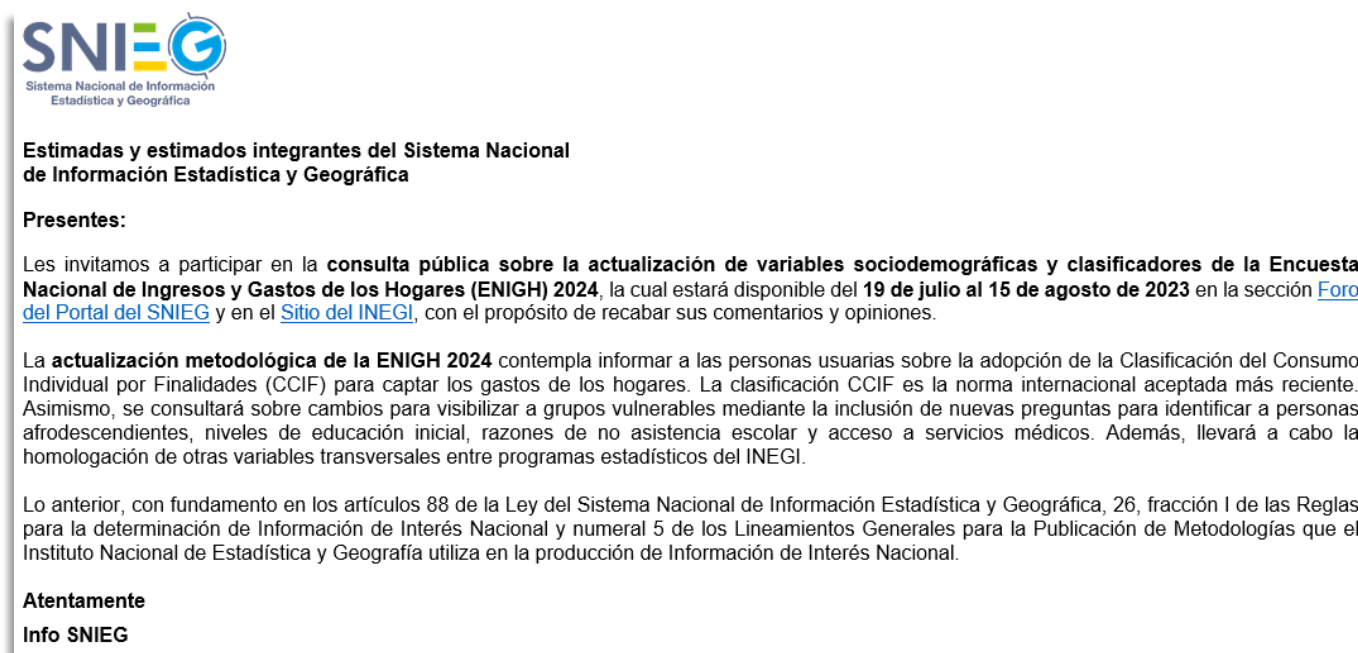 SNIEG
Sistema Nacional de Información
Estadística y Geográfica
Estimadas y estimados integrantes del Sistema Nacional
de Información Estadística y Geográfica
Presentes:
Les invitamos a participar en la consulta pública sobre la actualización de variables sociodemográficas y clasificadores de la Encuesta
Nacional de Ingresos y Gastos de los Hogares (ENIGH) 2024, la cual estará disponible del 19 de julio al 15 de agosto de 2023 en la sección Foro
del Portal del SNIEG y en el Sitio del INEGI, con el propósito de recabar sus comentarios y opiniones.
La actualización metodológica de la ENIGH 2024 contempla informar a las personas usuarias sobre la adopción de la Clasificación del Consumo
Individual por Finalidades (CCIF) para captar los gastos de los hogares. La clasificación CCIF es la norma internacional aceptada más reciente.
Asimismo, se consultará sobre cambios para visibilizar a grupos vulnerables mediante la inclusión de nuevas preguntas para identificar a personas
afrodescendientes, niveles de educación inicial, razones de no asistencia escolar y acceso a servicios médicos. Además, llevará a cabo la
homologación de otras variables transversales entre programas estadísticos del INEGI.
Lo anterior, con fundamento en los artículos 88 de la Ley del Sistema Nacional de Información Estadística y Geográfica, 26, fracción I de las Reglas
para la determinación de Información de Interés Nacional y numeral 5 de los Lineamientos Generales para la Publicación de Metodologías que el
Instituto Nacional de Estadística y Geografía utiliza en la producción de Información de Interés Nacional.
Atentamente
Info SNIEG